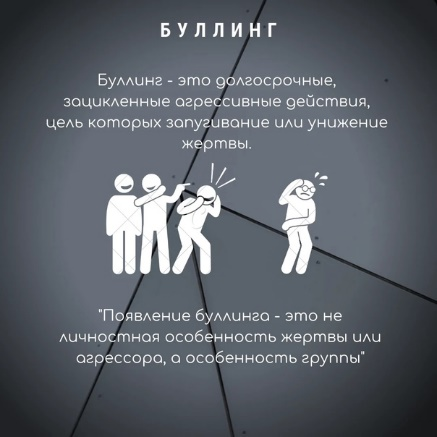 БУЛЛИНГ
Буллинг - это долгосрочные,
зацикленные агрессивные действия,
цель которых запугивание или унижение
жертвы.
"Появление буллинга - это не
личностная особенность жертвы или
агрессора, а особенность группы"